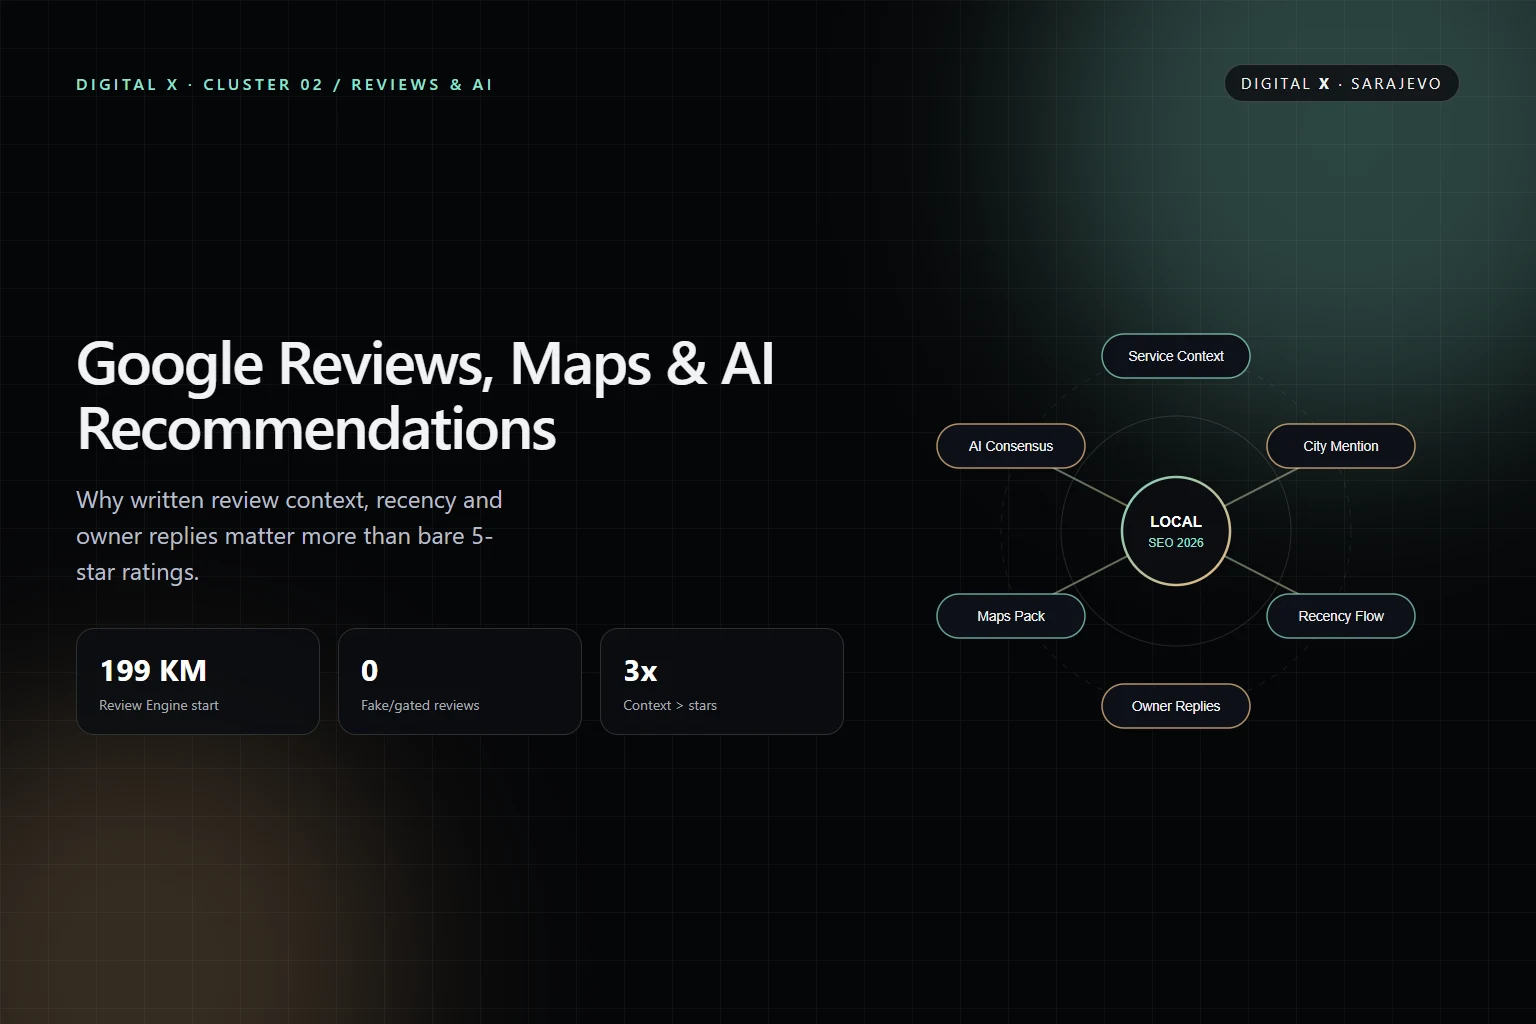 DIGITAL X · CLUSTER 02 / REVIEWS & AI
DIGITAL X · SARAJEVO
Google Reviews, Maps & AI
Recommendations
Why written review context, recency and
owner replies matter more than bare 5-
star ratings.
199 KM
Review Engine start
0
Fake/gated reviews
3x
Context > stars
Service Context
AI Consensus
City Mention
LOCAL
SEO 2026
Maps Pack
Recency Flow
Owner Replies